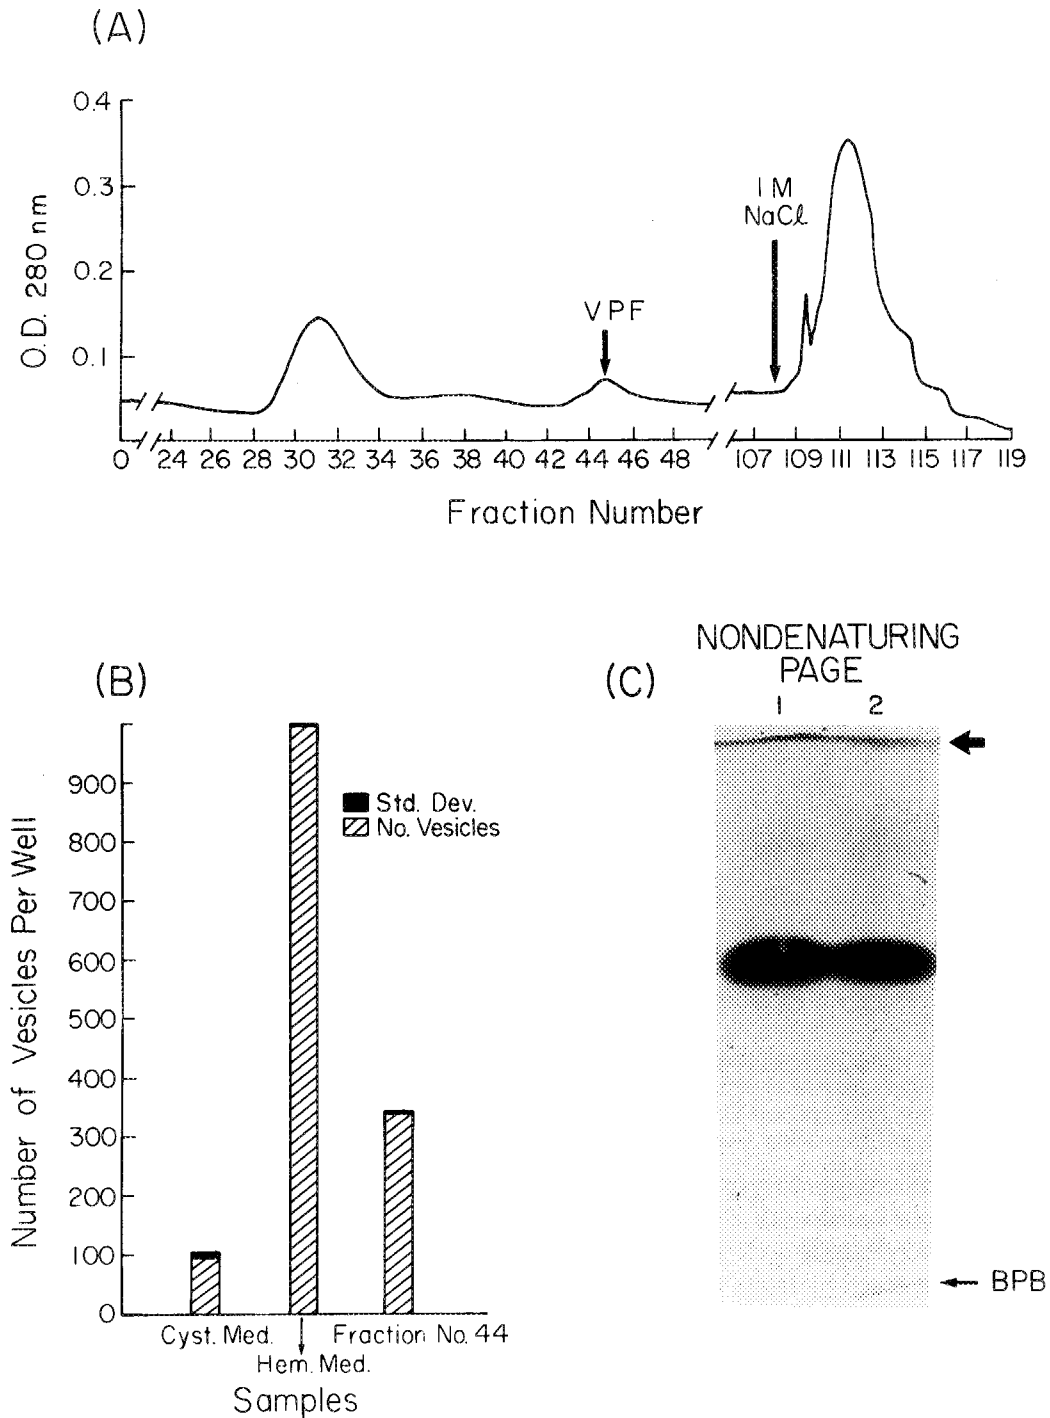 (A)
0.4
0.3
0.2
0.1
O.D. 280 nm
1 M
NaCl
VPF
0 24 26 28 30 32 34 36 38 40 42 44 46 48 107 109 111 113 115 117 119
Fraction Number
(B)
900
800
700
600
500
400
300
200
100
0
Number of Vesicles Per Well
Std. Dev.
No. Vesicles
Cyst. Med.
Hem. Med.
Fraction No. 44
Samples
(C)
NONDENATURING
PAGE
1 2
BPB